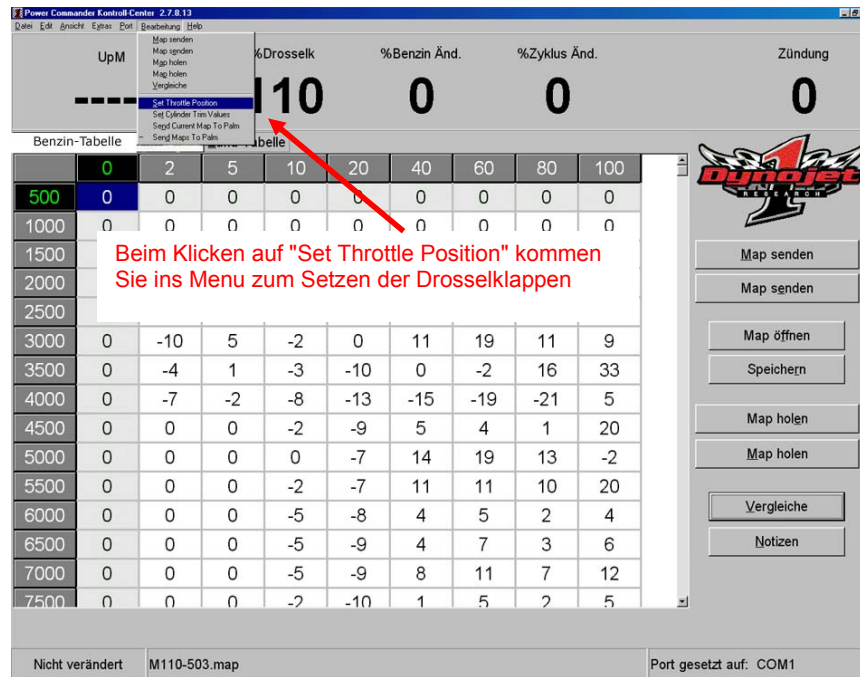 Power Commander Kontroll-Center 2.7.8.13
Datei Edit Ansicht Extras Port Bearbeitung Help
Map senden
Map senden
Map holen
Map holen
Vergleiche
Set Throttle Position
Set Cylinder Trim Values
Send Current Map To Palm
Send Maps To Palm
UpM %Drosselk %Benzin Änd. %Zyklus Änd. Zündung
---- 110 0 0 0
Benzin-Tabelle
Dynojet
RESEARCH
0 2 5 10 20 40 60 80 100
500 0 0 0 0 0 0 0 0 0
1000 0 0 0 0 0 0 0 0 0
1500
Beim Klicken auf "Set Throttle Position" kommen
Sie ins Menu zum Setzen der Drosselklappen
2000
2500
3000 0 -10 5 -2 0 11 19 11 9
3500 0 -4 1 -3 -10 0 -2 16 33
4000 0 -7 -2 -8 -13 -15 -19 -21 5
4500 0 0 0 -2 -9 5 4 1 20
5000 0 0 0 0 -7 14 19 13 -2
5500 0 0 0 -2 -7 11 11 10 20
6000 0 0 0 -5 -8 4 5 2 4
6500 0 0 0 -5 -9 4 7 3 6
7000 0 0 0 -5 -9 8 11 7 12
7500 0 0 0 -2 -10 1 5 2 5
Map senden
Map senden
Map öffnen
Speichern
Map holen
Map holen
Vergleiche
Notizen
Nicht verändert M110-503.map Port gesetzt auf: COM1